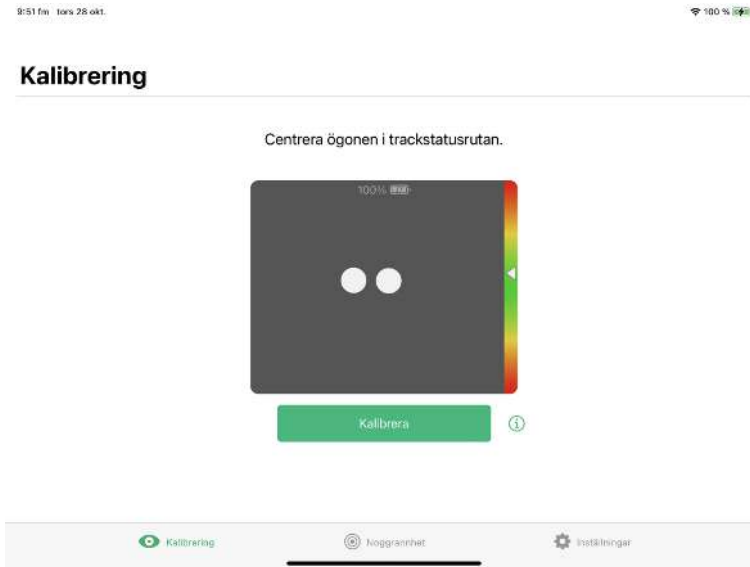 9:51 fm tors 28 okt.
100 %
Kalibrering
Centrera ögonen i trackstatusrutan.
100%
Kalibrera
Kalibrering
Noggrannhet
Inställningar